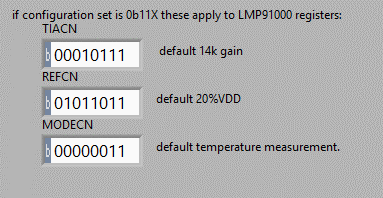 if configuration set is 0b11X these apply to LMP91000 registers:
TIACN
b 00010111 default 14k gain
REFCN
b 01011011 default 20%VDD
MODECN
b 00000011 default temperature measurement.